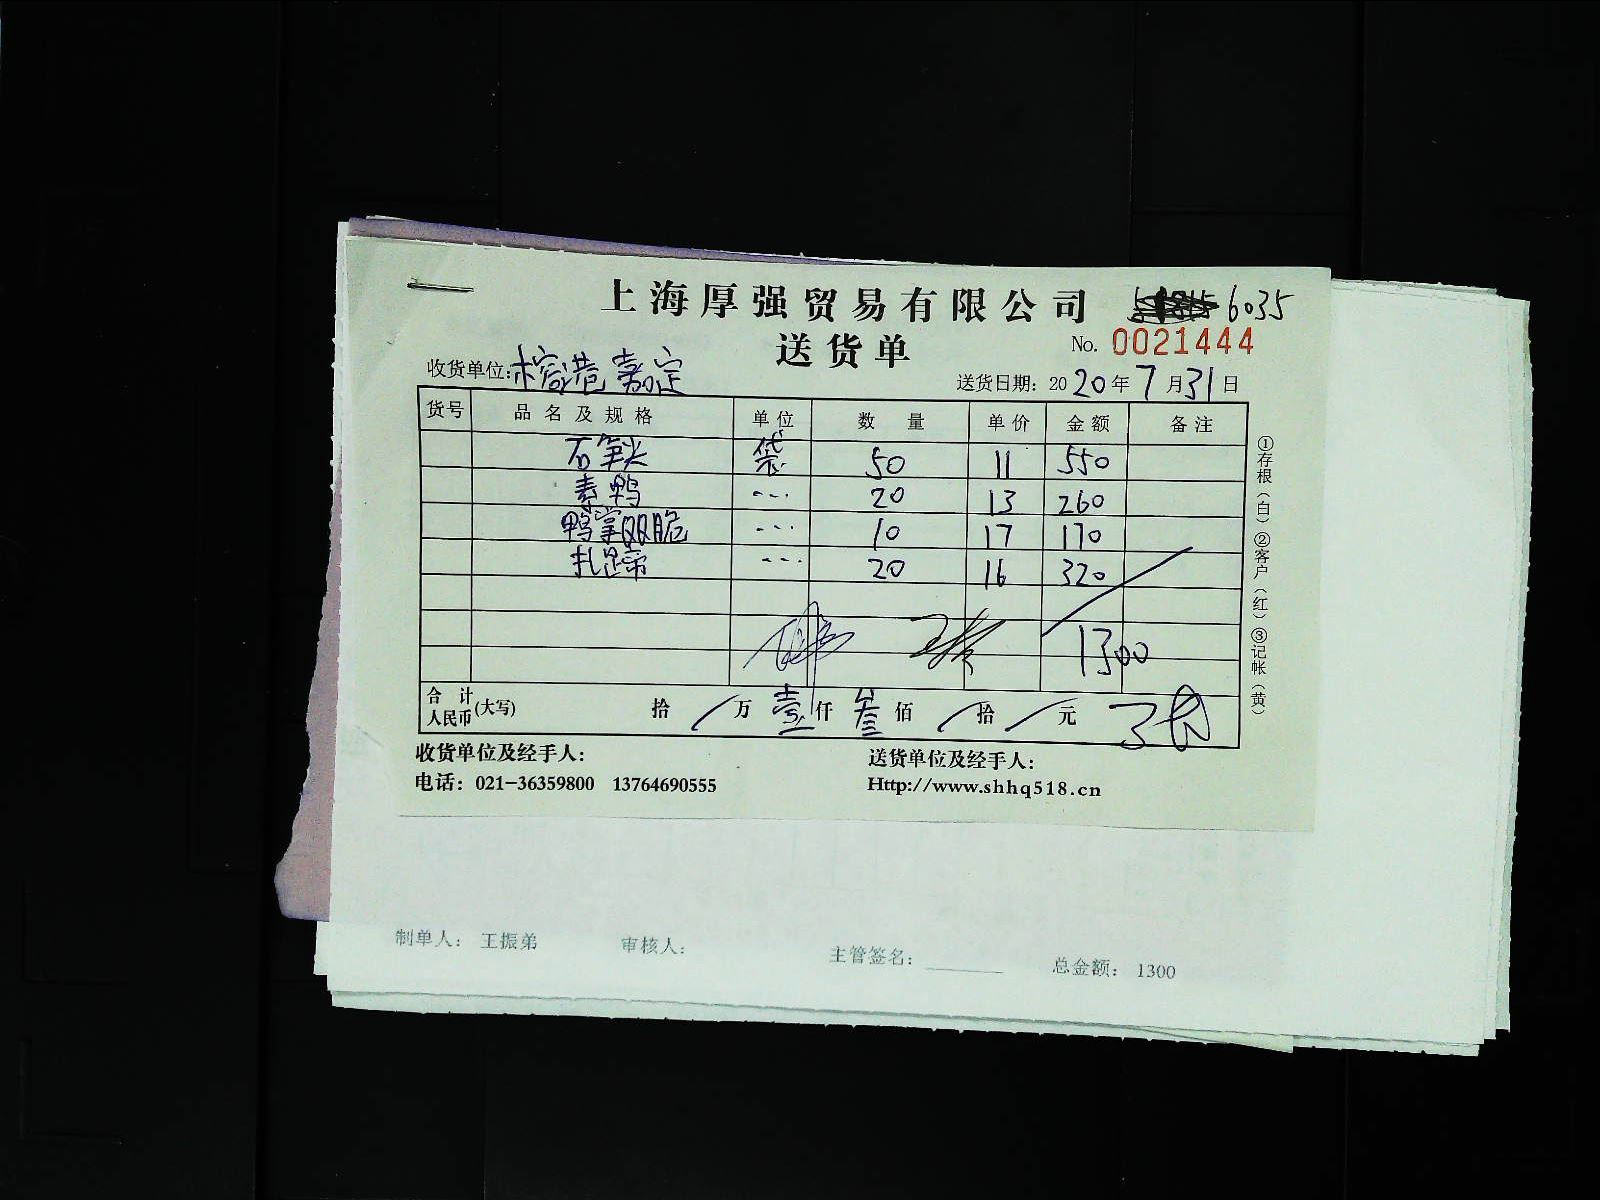 上海厚强贸易有限公司 6035
送货单 No. 0021444
收货单位:榕港 嘉定 送货日期: 2020年7月31日
货号 品名及规格 单位 数量 单价 金额 备注
石笋尖 袋 50 11 550
素鸭 --- 20 13 260
鸭掌双脆 --- 10 17 170
扎蹄 --- 20 16 320
1300
合计人民币(大写) 拾 / 万 壹 仟 叁 佰 / 拾 / 元
①存根(白)②客户(红)③记帐(黄)
收货单位及经手人: 送货单位及经手人:
电话: 021-36359800 13764690555 Http://www.shhq518.cn
制单人: 王振弟 审核人: 主管签名: ______ 总金额: 1300